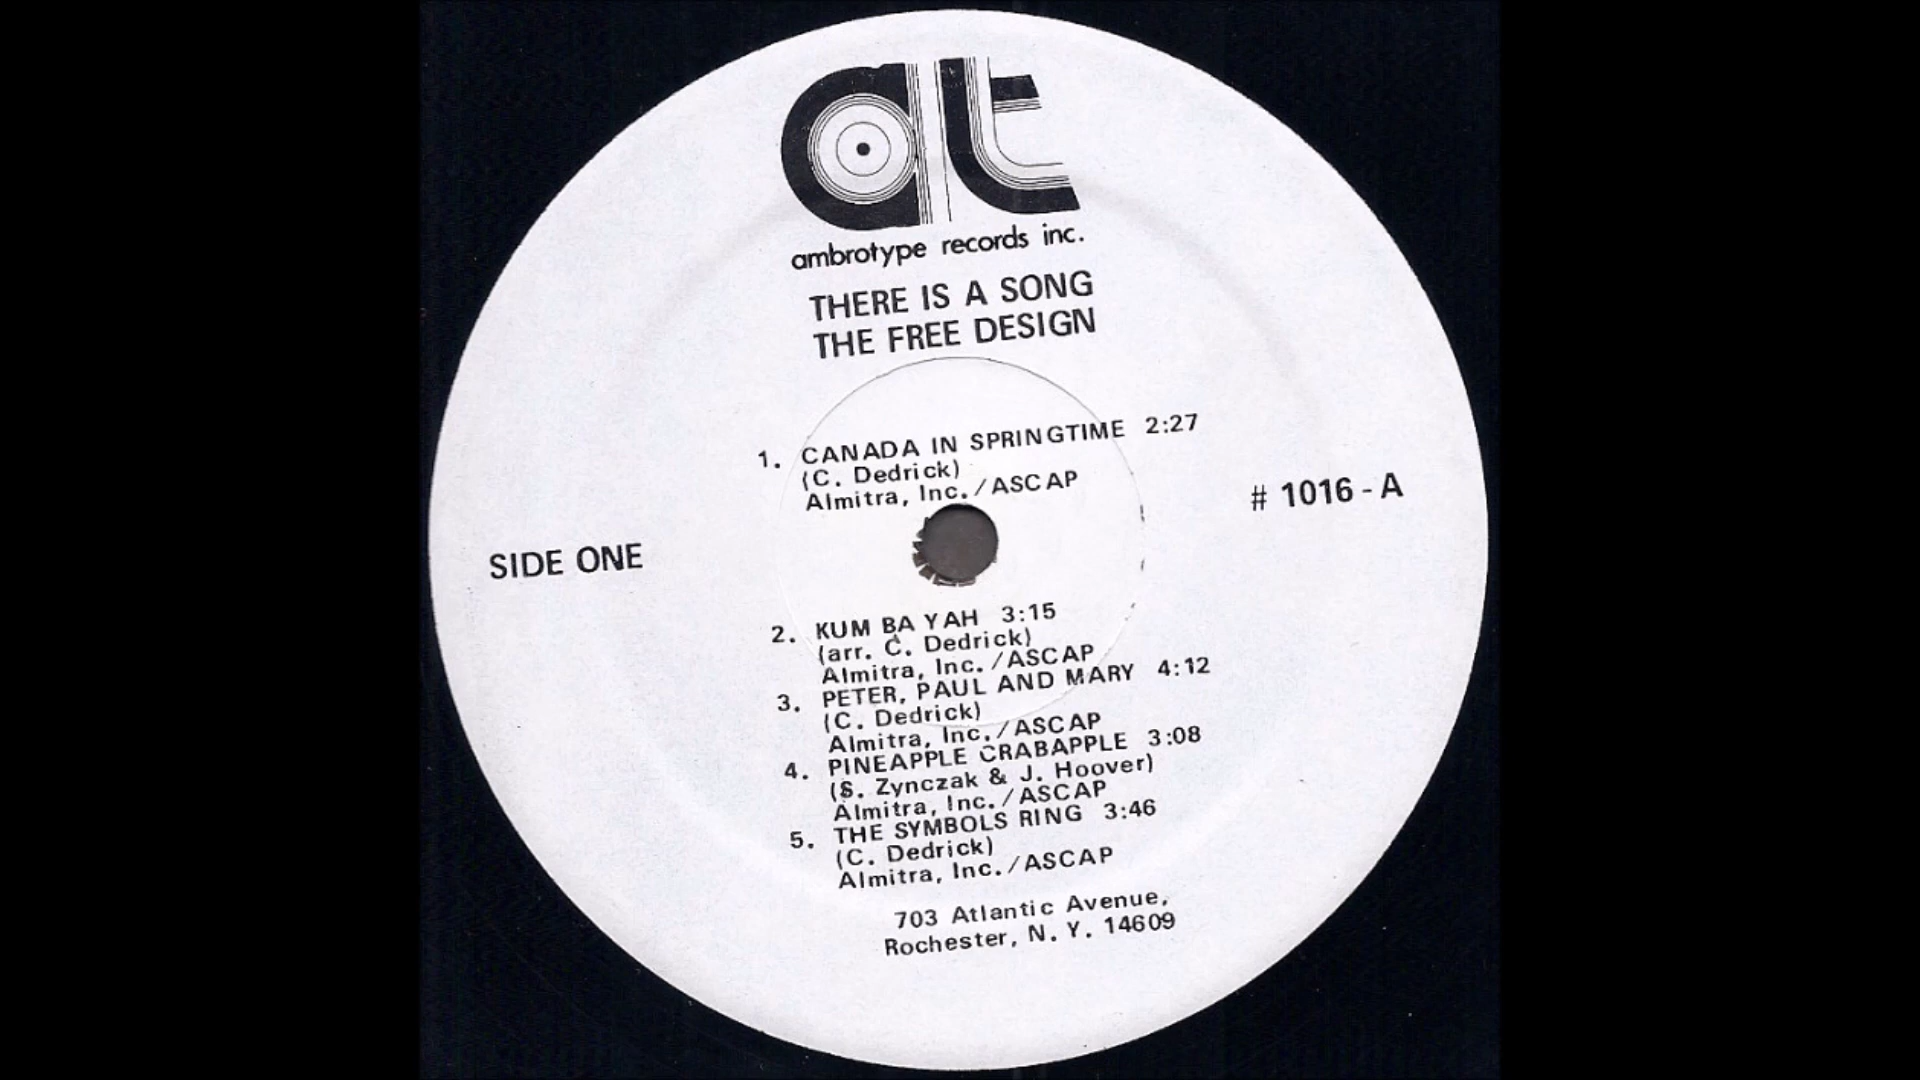 at
ambrotype records inc.
THERE IS A SONG
THE FREE DESIGN
1. CANADA IN SPRINGTIME 2:27
(C. Dedrick)
Almitra, Inc./ASCAP
# 1016 - A
SIDE ONE
2. KUM BA YAH 3:15
(arr. C. Dedrick)
Almitra, Inc./ASCAP
3. PETER, PAUL AND MARY 4:12
(C. Dedrick)
Almitra, Inc./ASCAP
4. PINEAPPLE CRABAPPLE 3:08
(S. Zynczak & J. Hoover)
Almitra, Inc./ASCAP
5. THE SYMBOLS RING 3:46
(C. Dedrick)
Almitra, Inc./ASCAP
703 Atlantic Avenue,
Rochester, N. Y. 14609